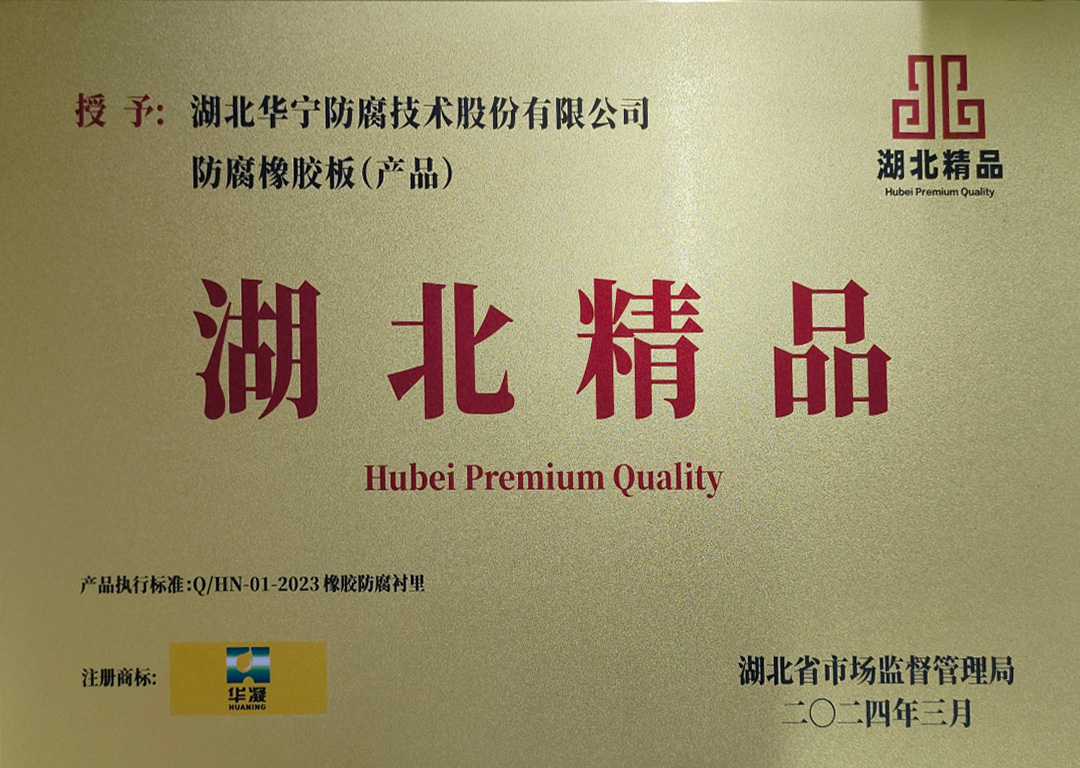 授 予: 湖北华宁防腐技术股份有限公司
防腐橡胶板(产品)
湖北精品
Hubei Premium Quality
湖北精品
Hubei Premium Quality
产品执行标准:Q/HN-01-2023 橡胶防腐衬里
注册商标:
华凝
HUANING
湖北省市场监督管理局
二〇二四年三月